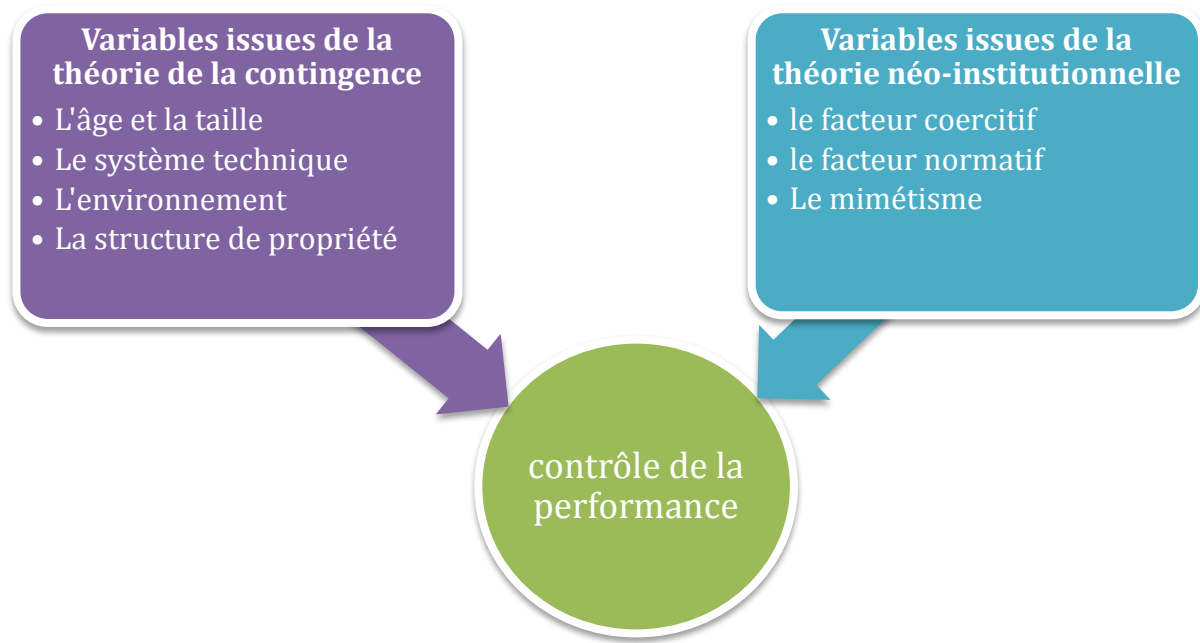 Variables issues de la
théorie de la contingence
• L'âge et la taille
• Le système technique
• L'environnement
• La structure de propriété
Variables issues de la
théorie néo-institutionnelle
• le facteur coercitif
• le facteur normatif
• Le mimétisme
contrôle de la
performance